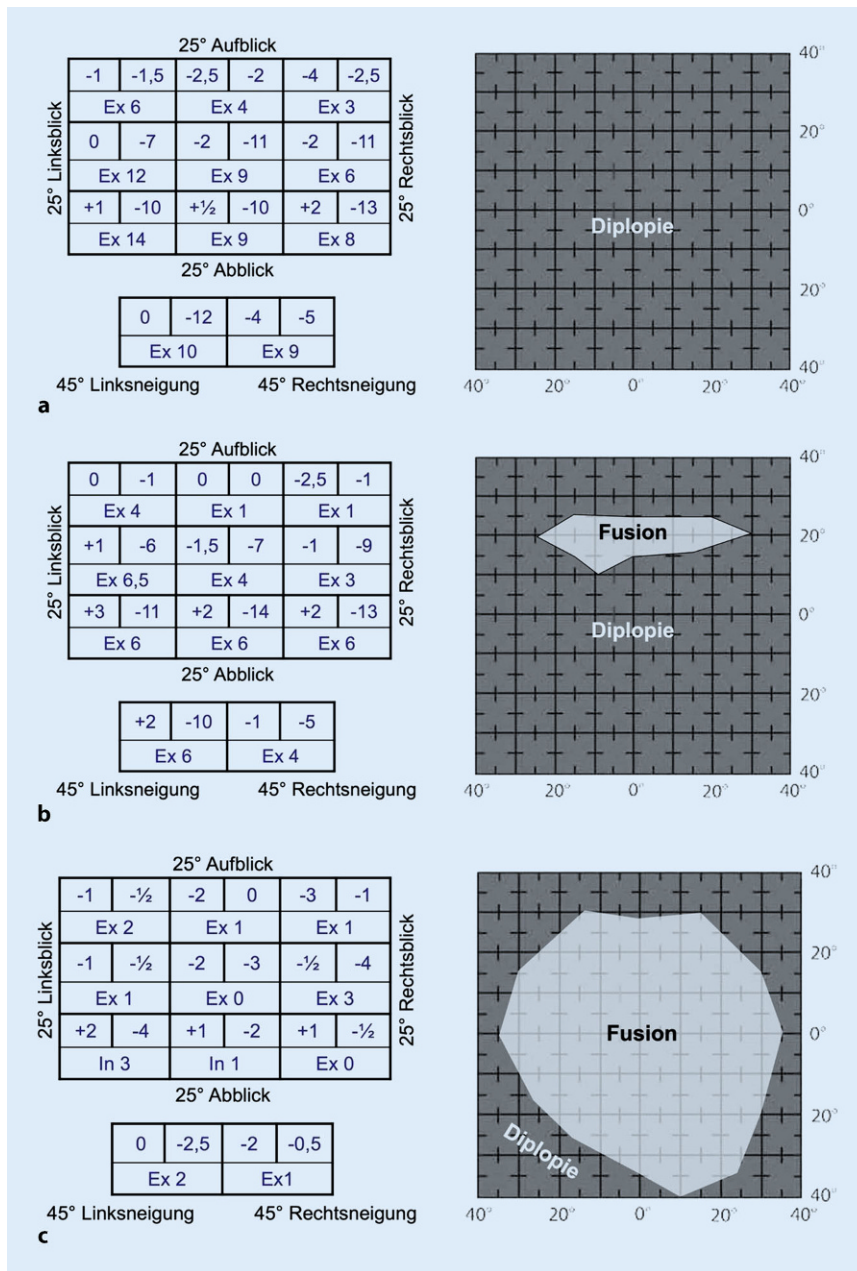 25° Aufblick
-1 -1,5 -2,5 -2 -4 -2,5
Ex 6 Ex 4 Ex 3
0 -7 -2 -11 -2 -11
Ex 12 Ex 9 Ex 6
+1 -10 +½ -10 +2 -13
Ex 14 Ex 9 Ex 8
25° Linksblick
25° Rechtsblick
25° Abblick
0 -12 -4 -5
Ex 10 Ex 9
45° Linksneigung 45° Rechtsneigung
a
Diplopie
40°
20°
0°
20°
40°
40° 20° 0° 20° 40°
25° Aufblick
0 -1 0 0 -2,5 -1
Ex 4 Ex 1 Ex 1
+1 -6 -1,5 -7 -1 -9
Ex 6,5 Ex 4 Ex 3
+3 -11 +2 -14 +2 -13
Ex 6 Ex 6 Ex 6
25° Linksblick
25° Rechtsblick
25° Abblick
+2 -10 -1 -5
Ex 6 Ex 4
45° Linksneigung 45° Rechtsneigung
b
Fusion
Diplopie
40°
20°
0°
20°
40°
40° 20° 0° 20° 40°
25° Aufblick
-1 -½ -2 0 -3 -1
Ex 2 Ex 1 Ex 1
-1 -½ -2 -3 -½ -4
Ex 1 Ex 0 Ex 3
+2 -4 +1 -2 +1 -½
In 3 In 1 Ex 0
25° Linksblick
25° Rechtsblick
25° Abblick
0 -2,5 -2 -0,5
Ex 2 Ex1
45° Linksneigung 45° Rechtsneigung
c
Fusion
Diplopie
40°
20°
0°
20°
40°
40° 20° 0° 20° 40°